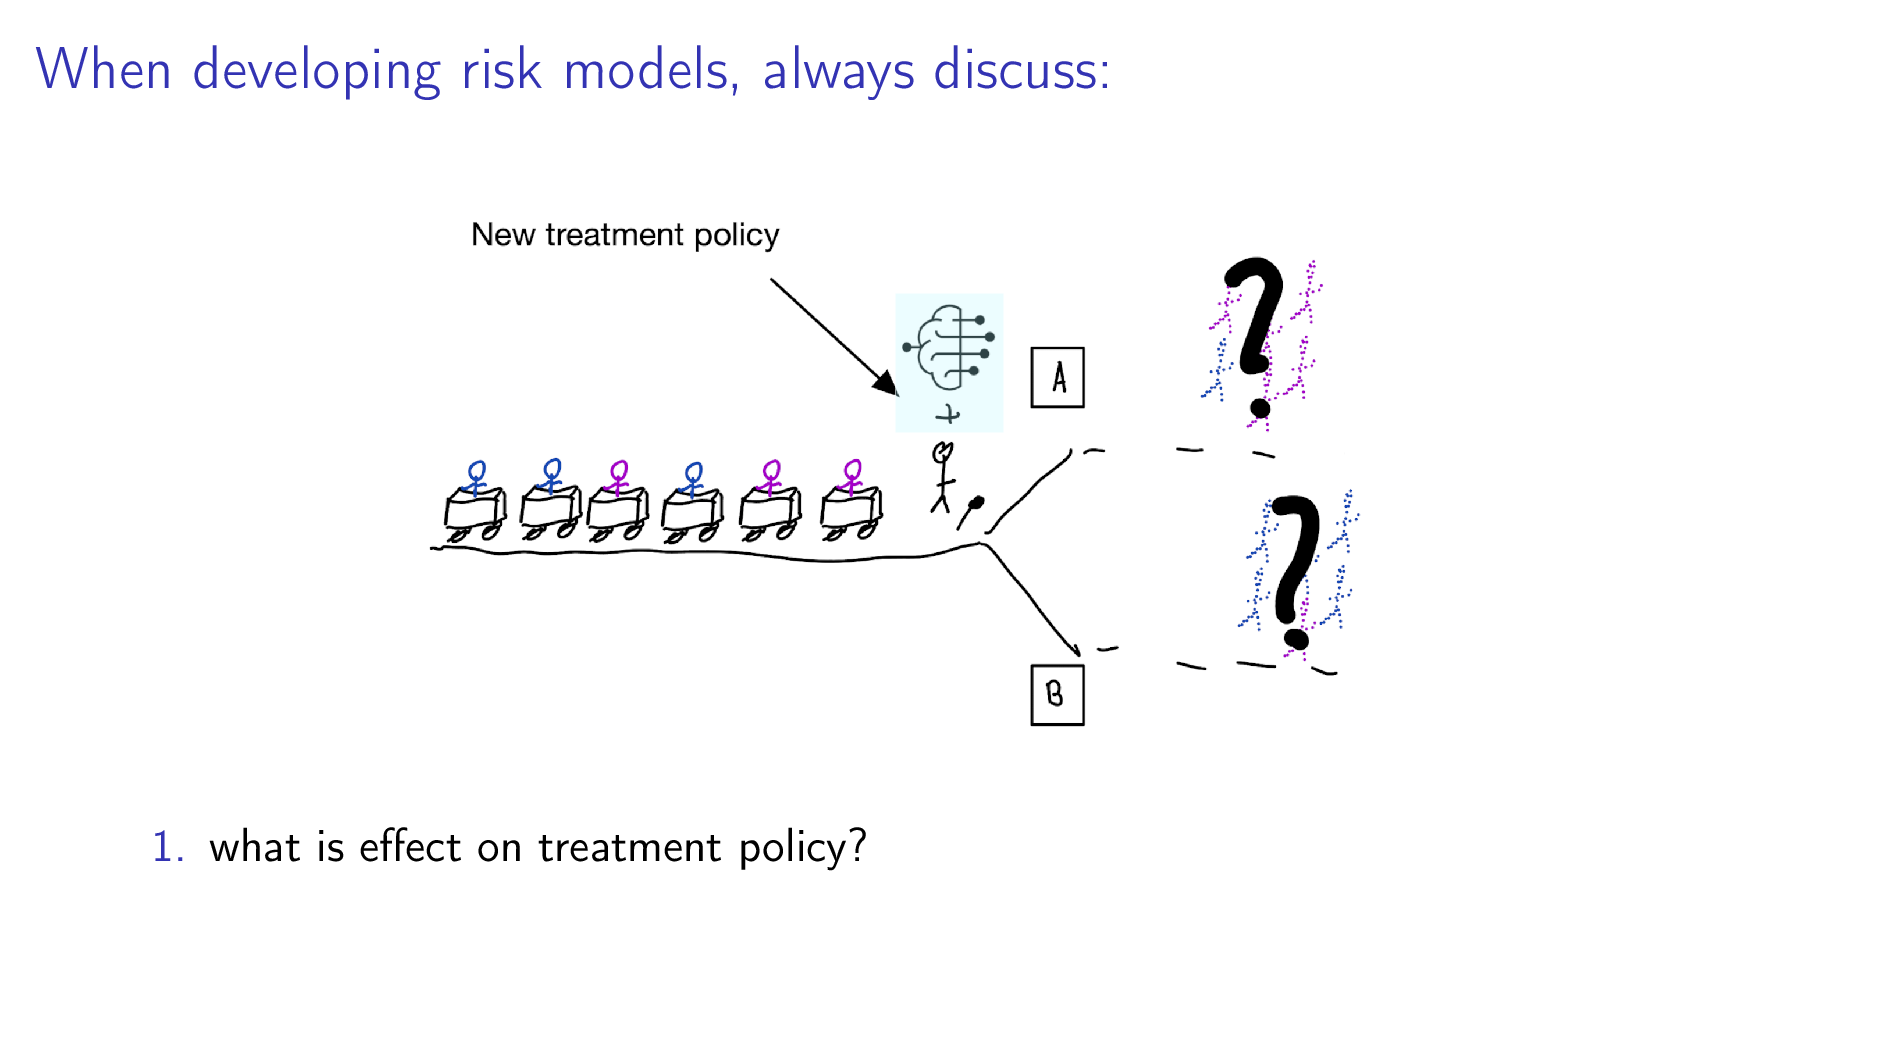 When developing risk models, always discuss:
New treatment policy
A
+
B
?
?
1. what is effect on treatment policy?